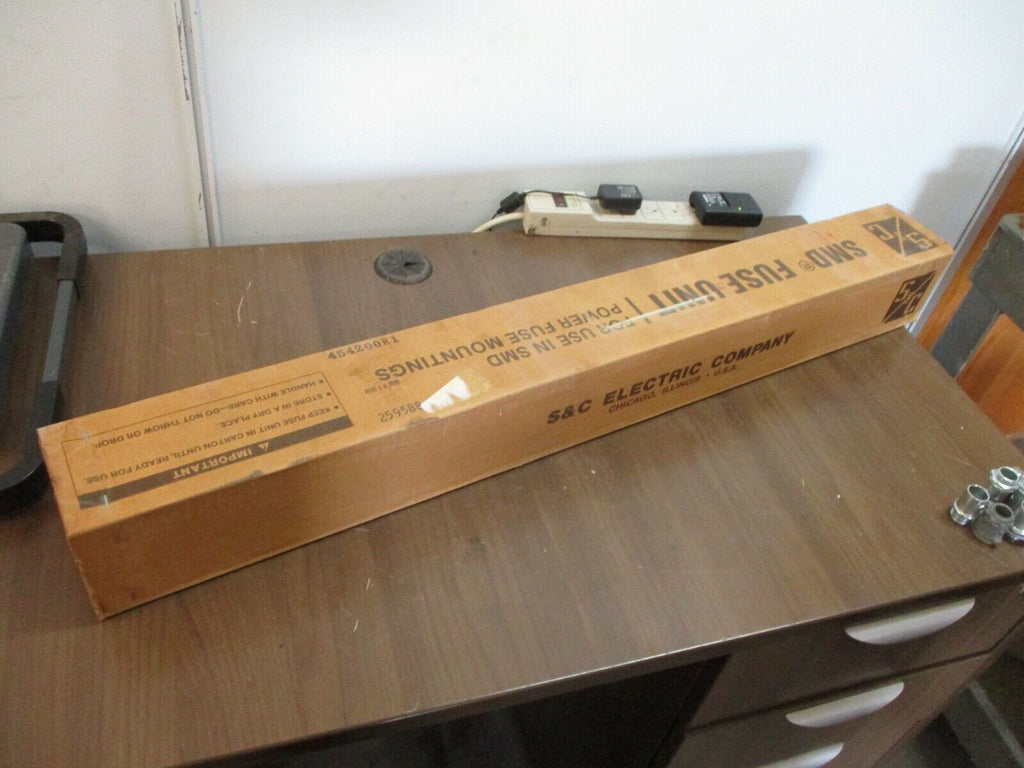 S&C
SMD® FUSE UNIT
FOR USE IN SMD
POWER FUSE MOUNTINGS
45420021
IMPORTANT
• KEEP FUSE UNIT IN CARTON UNTIL READY FOR USE.
• STORE IN A DRY PLACE.
• HANDLE WITH CARE–DO NOT THROW OR DROP.
S&C
S&C ELECTRIC COMPANY
CHICAGO, ILLINOIS • U.S.A.